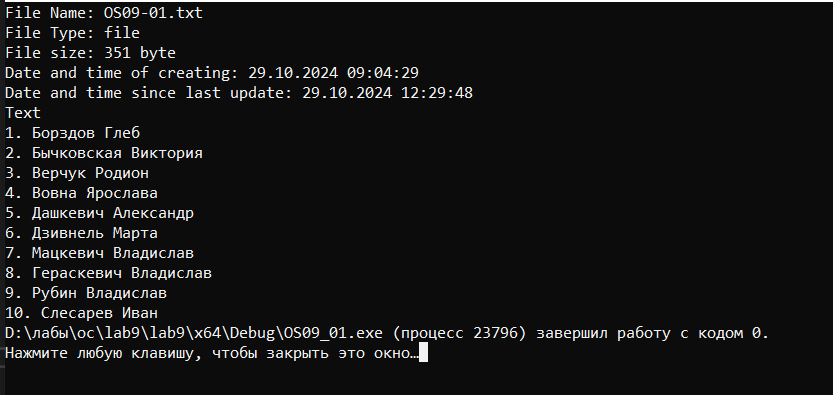 File Name: OS09-01.txt
File Type: file
File size: 351 byte
Date and time of creating: 29.10.2024 09:04:29
Date and time since last update: 29.10.2024 12:29:48
Text
1. Борздов Глеб
2. Бычковская Виктория
3. Верчук Родион
4. Вовна Ярослава
5. Дашкевич Александр
6. Дзивнель Марта
7. Мацкевич Владислав
8. Гераскевич Владислав
9. Рубин Владислав
10. Слесарев Иван
D:\лабы\ос\lab9\lab9\x64\Debug\OS09_01.exe (процесс 23796) завершил работу с кодом 0.
Нажмите любую клавишу, чтобы закрыть это окно…